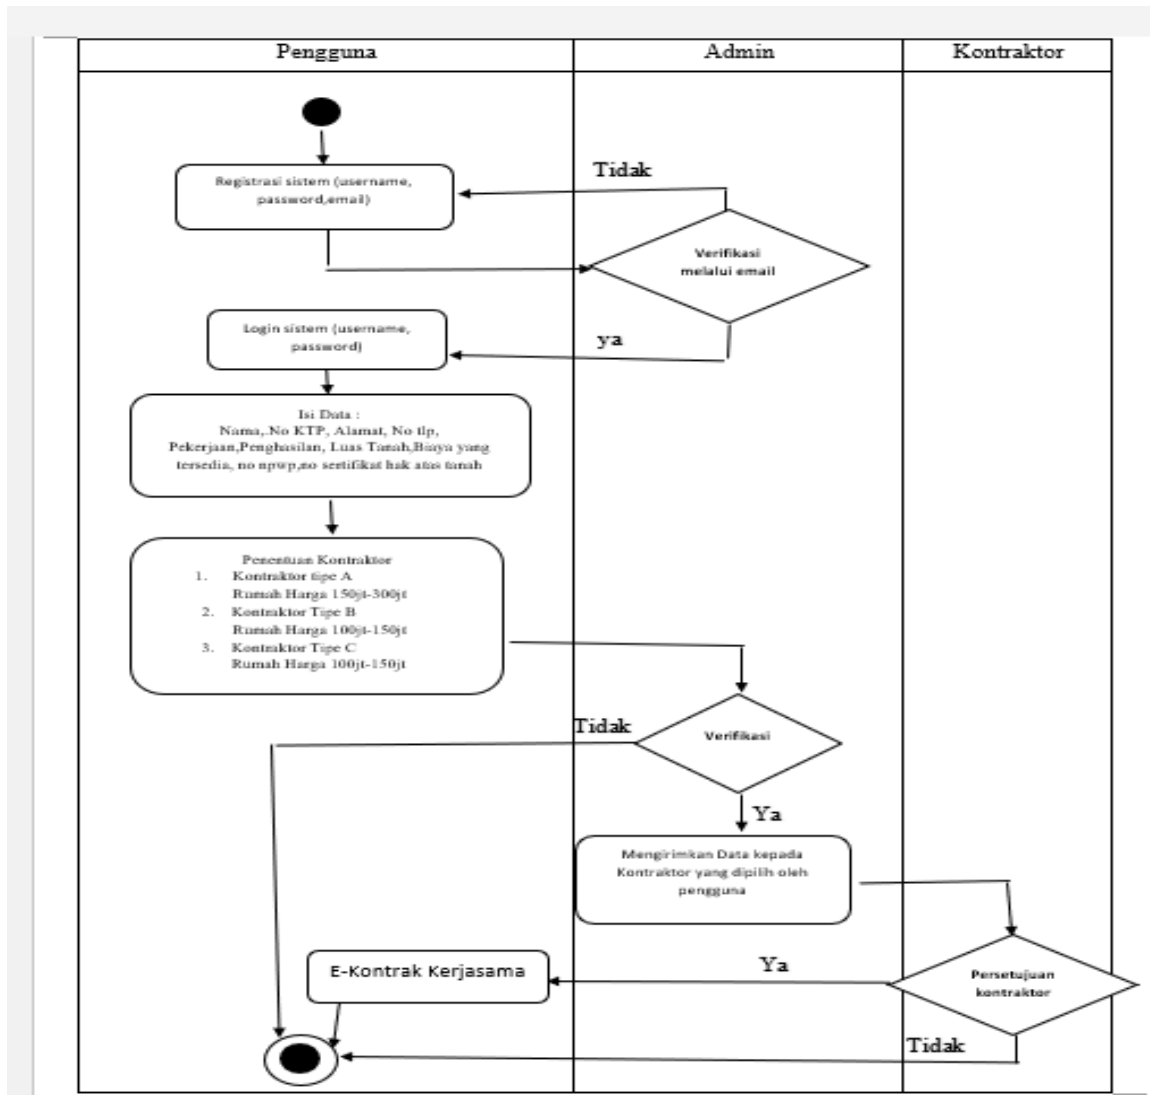 Pengguna
Admin
Kontraktor
Registrasi sistem (username,
password,email)
Tidak
Verifikasi
melalui email
Login sistem (username,
password)
ya
Isi Data :
Nama,.No KTP, Alamat, No tlp,
Pekerjaan,Penghasilan, Luas Tanah,Biaya yang
tersedia, no npwp,no sertifikat hak atas tanah
Penentuan Kontraktor
1. Kontraktor tipe A
Rumah Harga 150jt-300jt
2. Kontraktor Tipe B
Rumah Harga 100jt-150jt
3. Kontraktor Tipe C
Rumah Harga 100jt-150jt
Tidak
Verifikasi
Ya
Mengirimkan Data kepada
Kontraktor yang dipilih oleh
pengguna
E-Kontrak Kerjasama
Ya
Persetujuan
kontraktor
Tidak